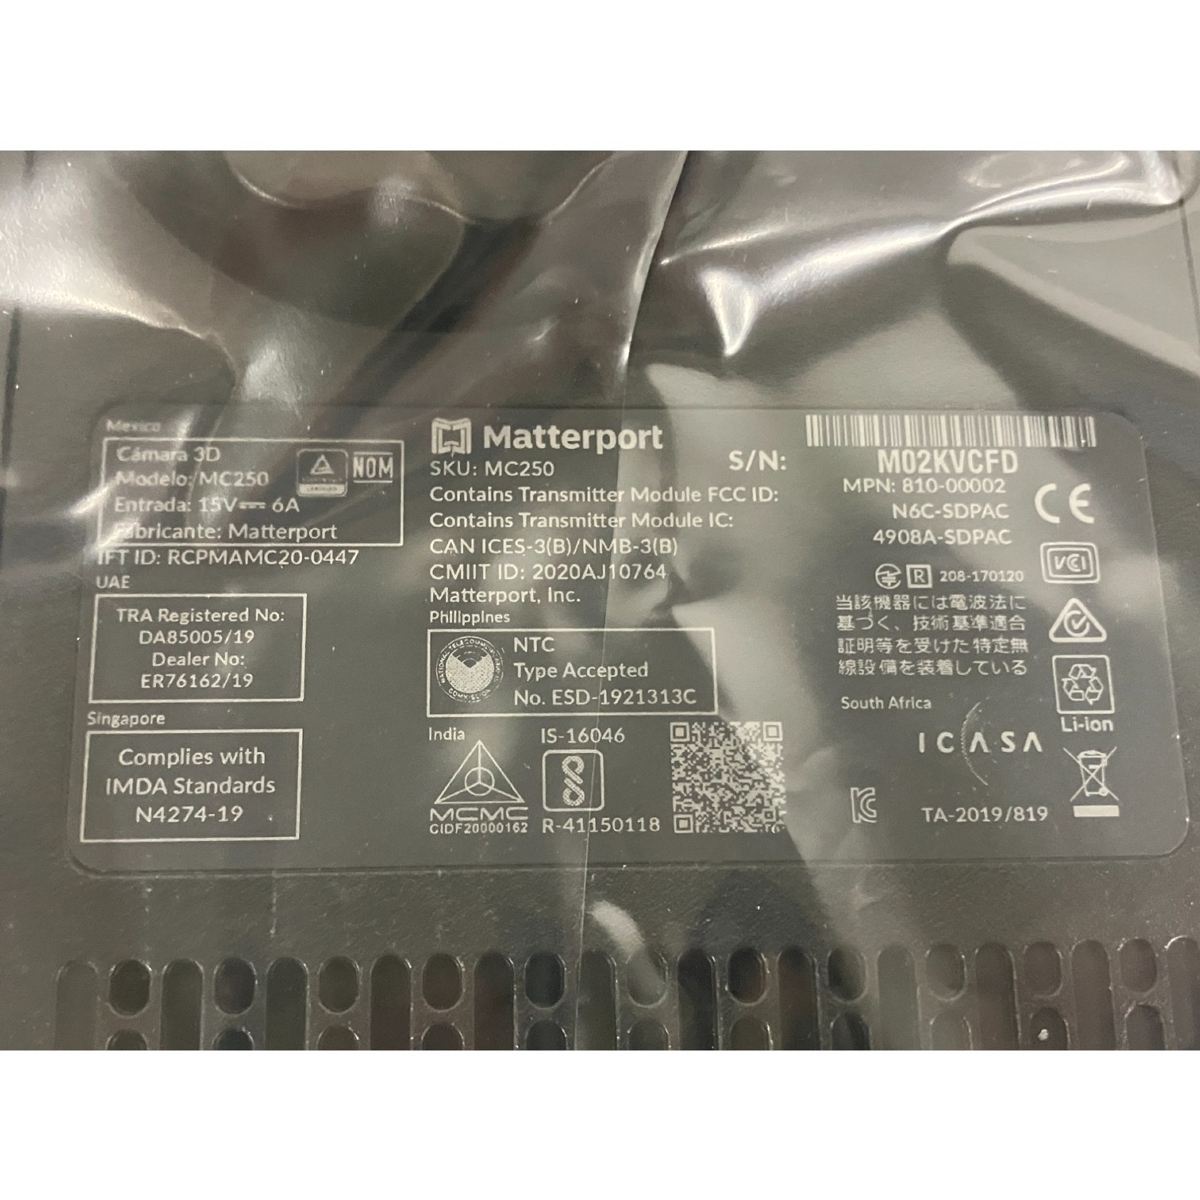 Mexico
Cámara 3D
Modelo: MC250
Entrada: 15V⎓ 6A
Fabricante: Matterport
NOM
IFT ID: RCPMAMC20-0447
UAE
TRA Registered No:
DA85005/19
Dealer No:
ER76162/19
Singapore
Complies with
IMDA Standards
N4274-19
Matterport
SKU: MC250
S/N: M02KVCFD
MPN: 810-00002
Contains Transmitter Module FCC ID: N6C-SDPAC
Contains Transmitter Module IC: 4908A-SDPAC
CAN ICES-3(B)/NMB-3(B)
CMIIT ID: 2020AJ10764
Matterport, Inc.
Philippines
NTC
Type Accepted
No. ESD-1921313C
India
IS-16046
R-41150118
MCMC
CIDF20000162
CE
VCI
R 208-170120
当該機器には電波法に
基づく、技術基準適合
証明等を受けた特定無
線設備を装着している
Li-ion
South Africa
ICASA
TA-2019/819